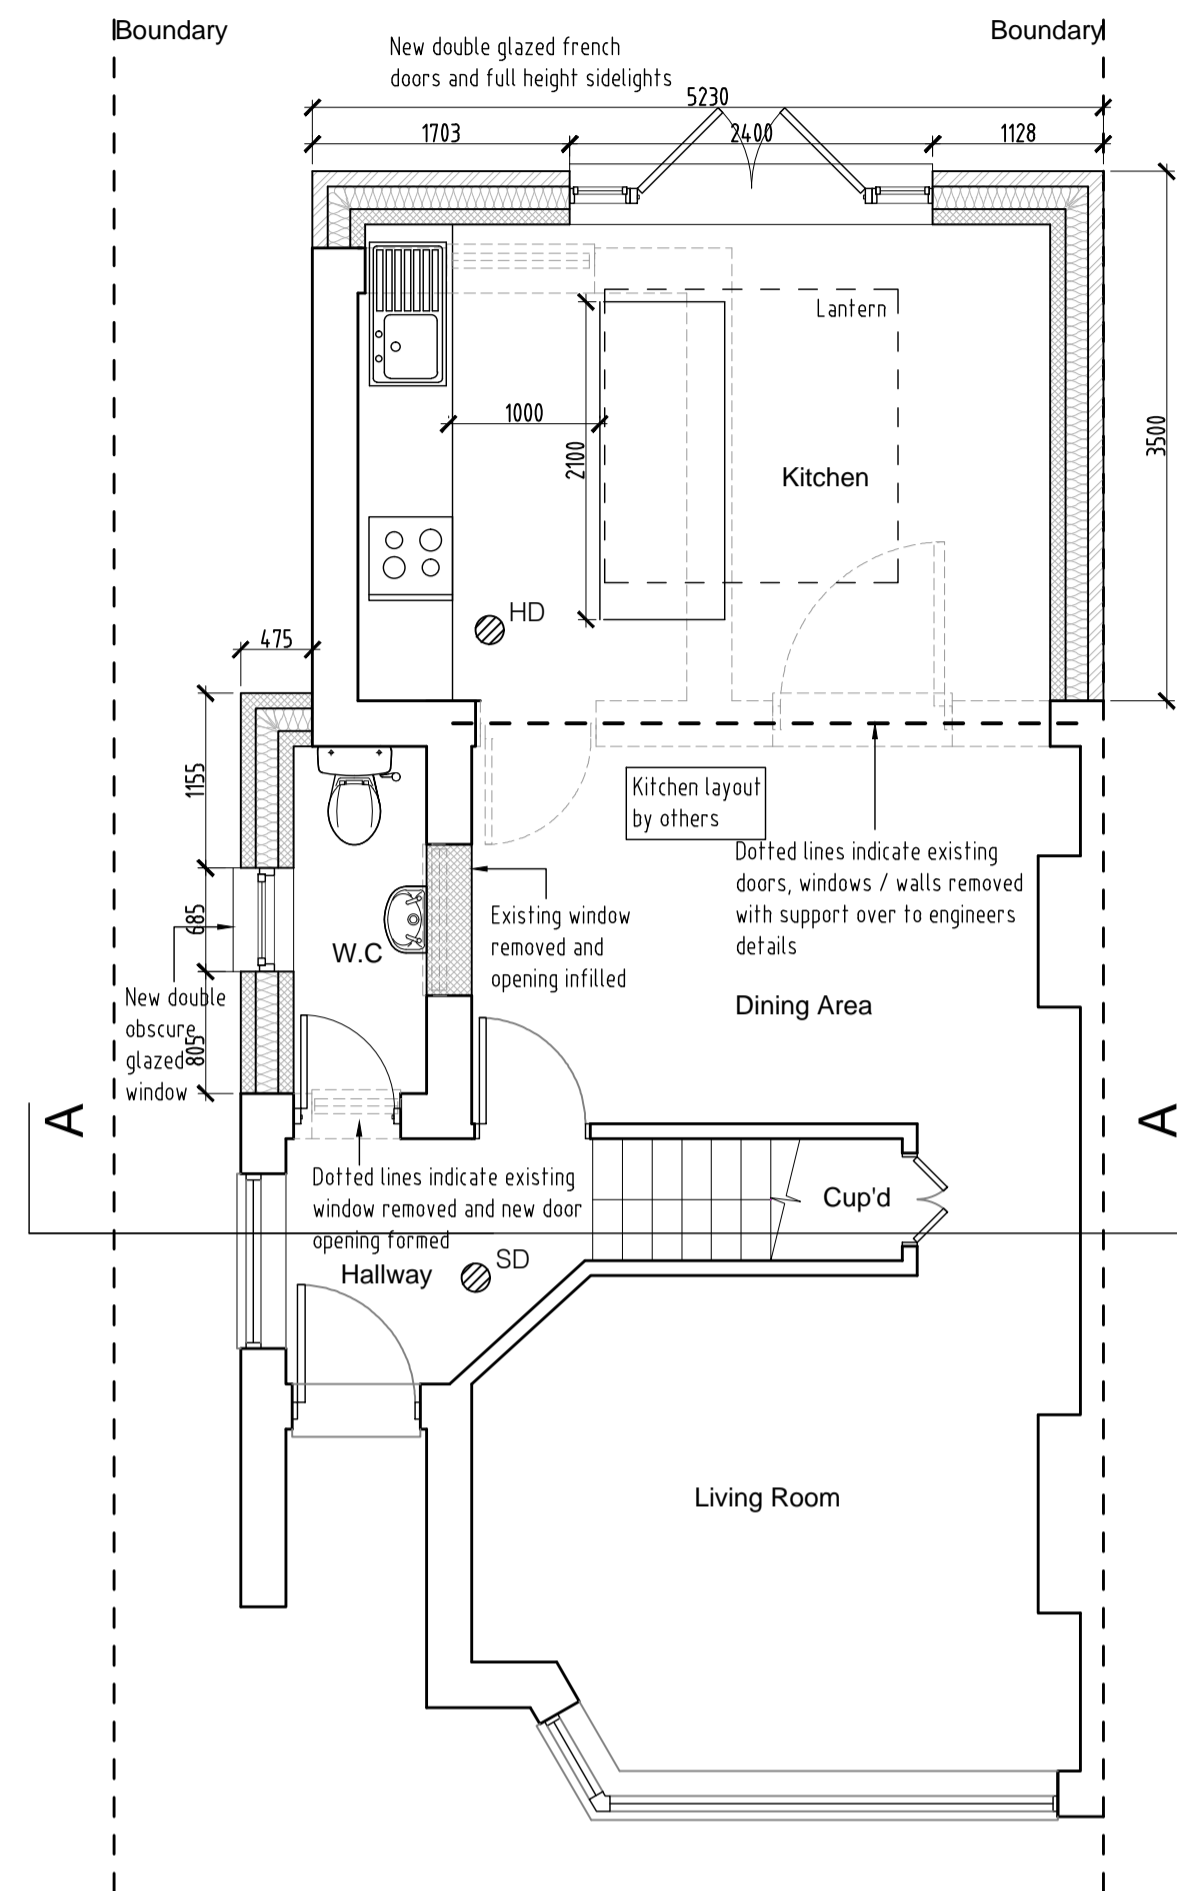 Boundary
Boundary
New double glazed french
doors and full height sidelights
5230
1703
2400
1128
Lantern
1000
2100
3500
Kitchen
HD
475
1155
Kitchen layout
by others
Dotted lines indicate existing
doors, windows / walls removed
with support over to engineers
details
685
Existing window
removed and
opening infilled
W.C
New double
obscure
glazed
window
805
Dining Area
A
A
Dotted lines indicate existing
window removed and new door
opening formed
Cup'd
Hallway
SD
Living Room